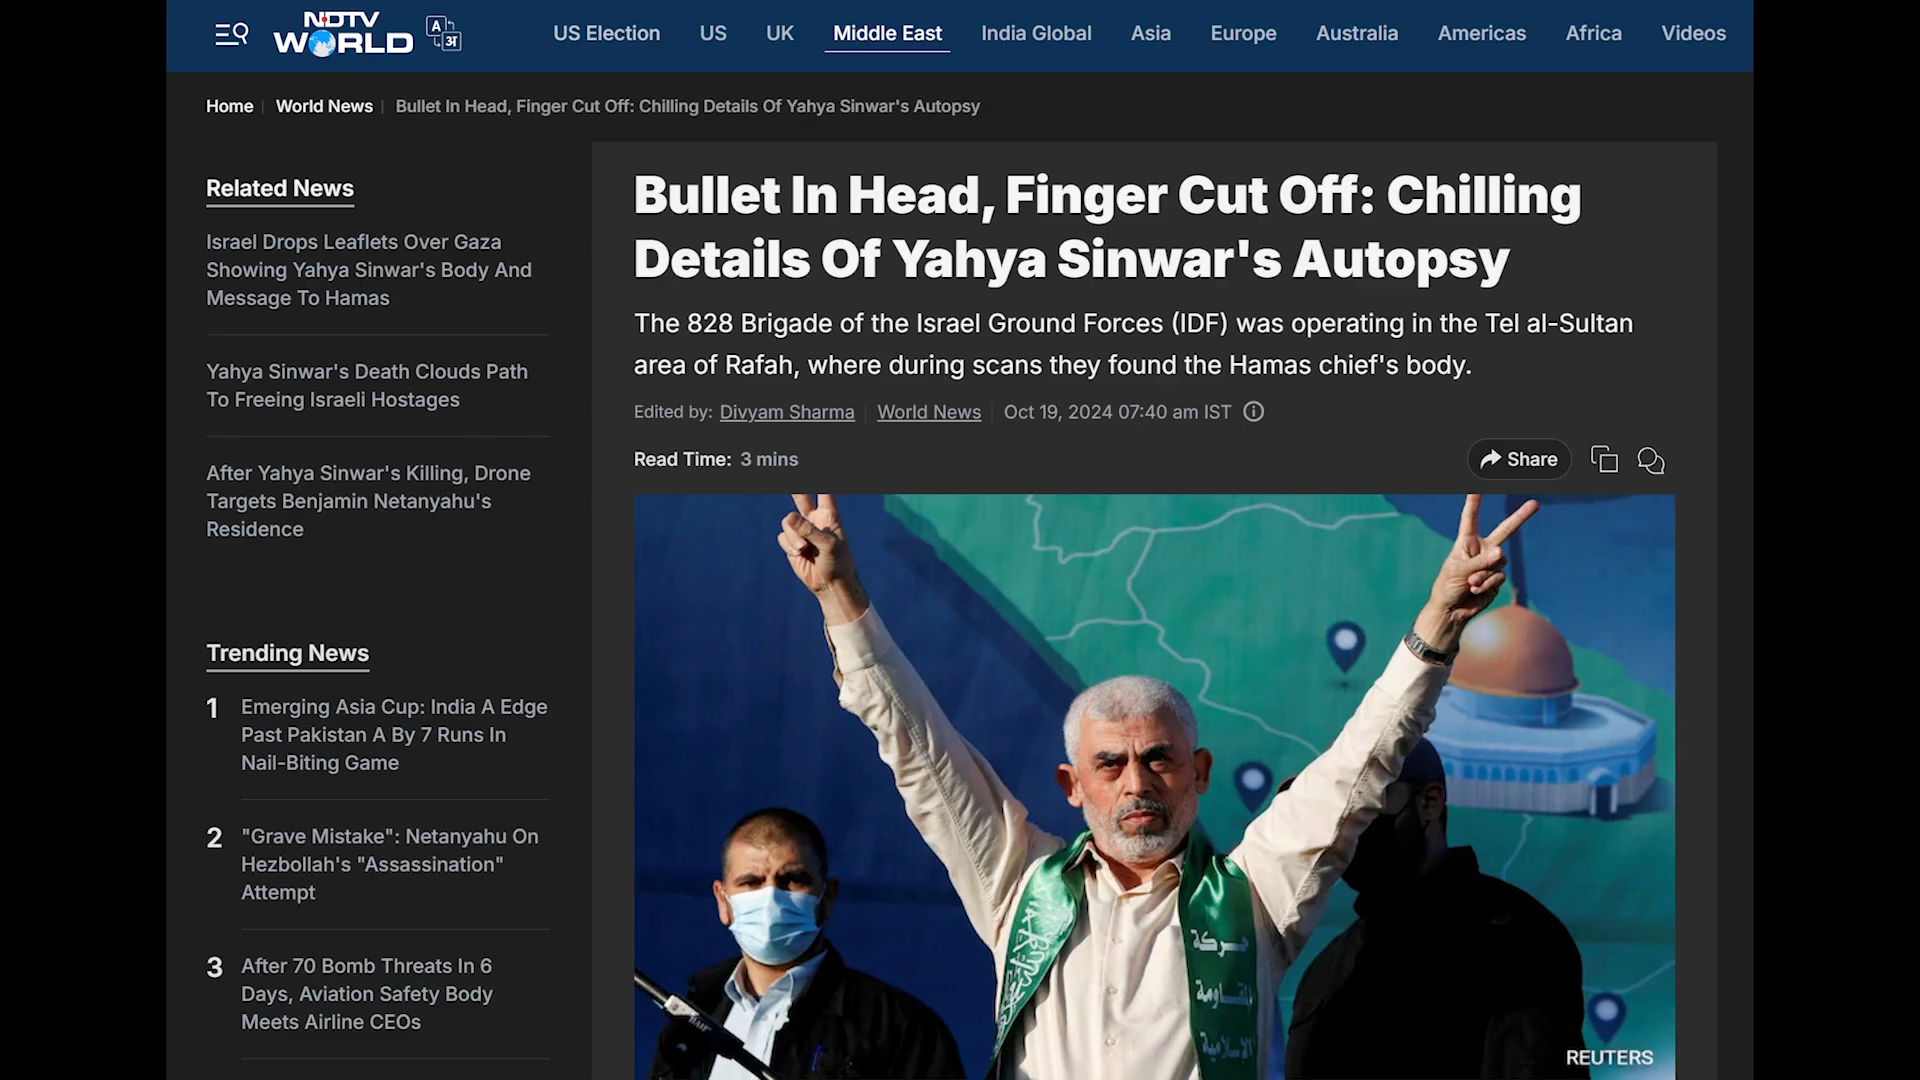 NDTV
WORLD
A
अ
US Election
US
UK
Middle East
India Global
Asia
Europe
Australia
Americas
Africa
Videos
Home
World News
Bullet In Head, Finger Cut Off: Chilling Details Of Yahya Sinwar's Autopsy
Related News
Israel Drops Leaflets Over Gaza
Showing Yahya Sinwar's Body And
Message To Hamas
Yahya Sinwar's Death Clouds Path
To Freeing Israeli Hostages
After Yahya Sinwar's Killing, Drone
Targets Benjamin Netanyahu's
Residence
Trending News
1
Emerging Asia Cup: India A Edge
Past Pakistan A By 7 Runs In
Nail-Biting Game
2
"Grave Mistake": Netanyahu On
Hezbollah's "Assassination"
Attempt
3
After 70 Bomb Threats In 6
Days, Aviation Safety Body
Meets Airline CEOs
Bullet In Head, Finger Cut Off: Chilling
Details Of Yahya Sinwar's Autopsy
The 828 Brigade of the Israel Ground Forces (IDF) was operating in the Tel al-Sultan
area of Rafah, where during scans they found the Hamas chief's body.
Edited by: Divyam Sharma
World News
Oct 19, 2024 07:40 am IST
Read Time: 3 mins
Share
حركة
المقاومة
الاسلامية
REUTERS